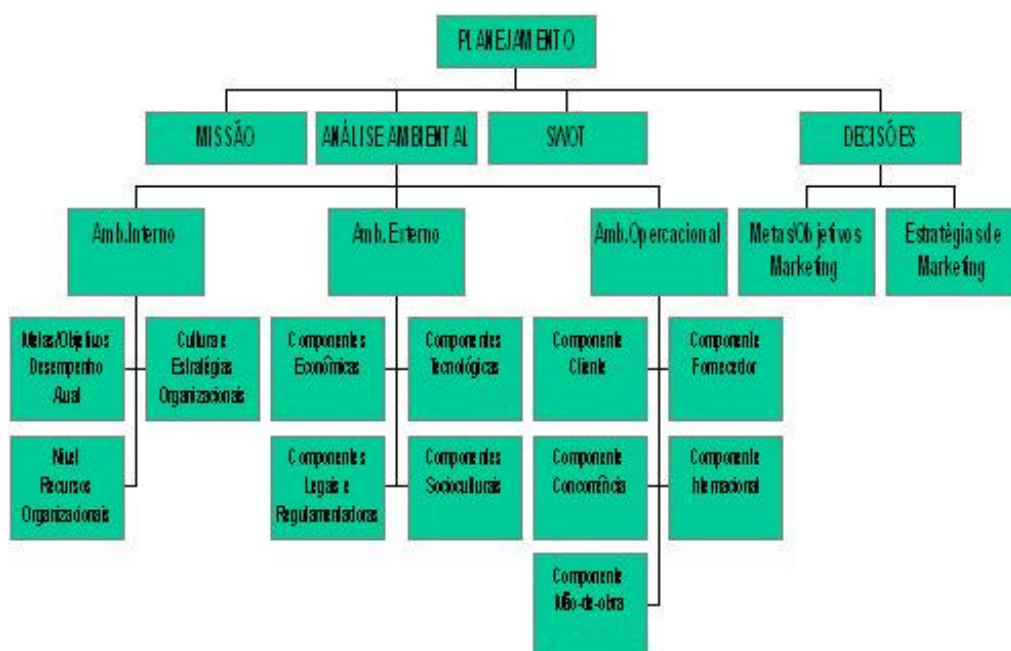 PLANEJAMENTO
MISSÃO
ANÁLISE AMBIENTAL
SWOT
DECISÕES
Amb.Interno
Amb. Externo
Amb.Opercacional
Metas/Objetivos
Marketing
Estratégias de
Marketing
Metas/Objetivos
Desempenho
Atual
Cultura e
Estratégias
Organizacionais
Componentes
Econômicas
Componentes
Tecnológicas
Componente
Cliente
Componente
Fornecedor
Nível
Recursos
Organizacionais
Componentes
Legais e
Regulamentadoras
Componentes
Socioculturais
Componente
Concorrência
Componente
Internacional
Componente
Mão-de-obra